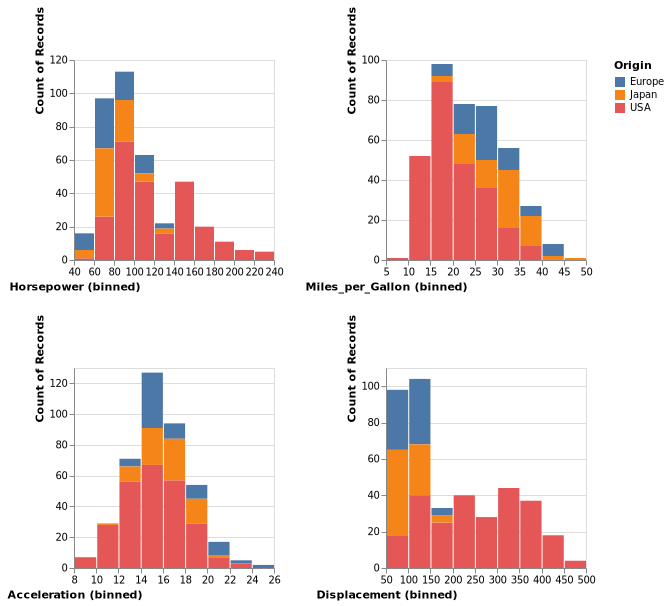 Count of Records
120
100
80
60
40
20
0
40 60 80 100 120 140 160 180 200 220 240
Horsepower (binned)
Count of Records
100
80
60
40
20
0
5 10 15 20 25 30 35 40 45 50
Miles_per_Gallon (binned)
Origin
Europe
Japan
USA
Count of Records
120
100
80
60
40
20
0
8 10 12 14 16 18 20 22 24 26
Acceleration (binned)
Count of Records
100
80
60
40
20
0
50 100 150 200 250 300 350 400 450 500
Displacement (binned)